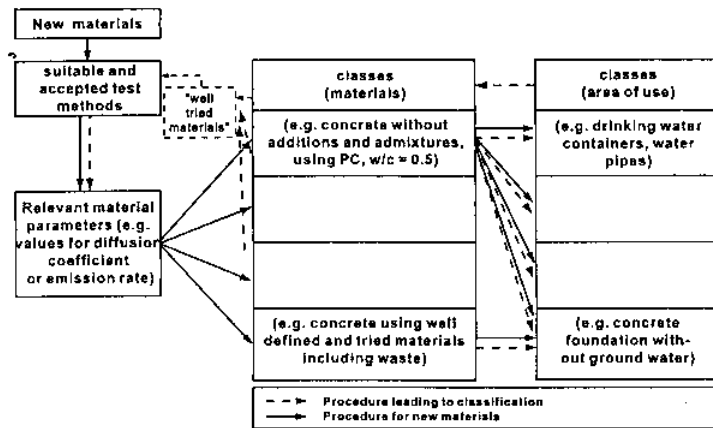 New materials
suitable and
accepted test
methods
"well
tried
materials"
Relevant material
parameters (e.g.
values for diffusion
coefficient
or emission rate)
classes
(materials)
(e.g. concrete without
additions and admixtures,
using PC, w/c = 0.5)
(e.g. concrete using well
defined and tried materials
including waste)
classes
(area of use)
(e.g. drinking water
containers, water
pipes)
(e.g. concrete
foundation with-
out ground water)
Procedure leading to classification
Procedure for new materials